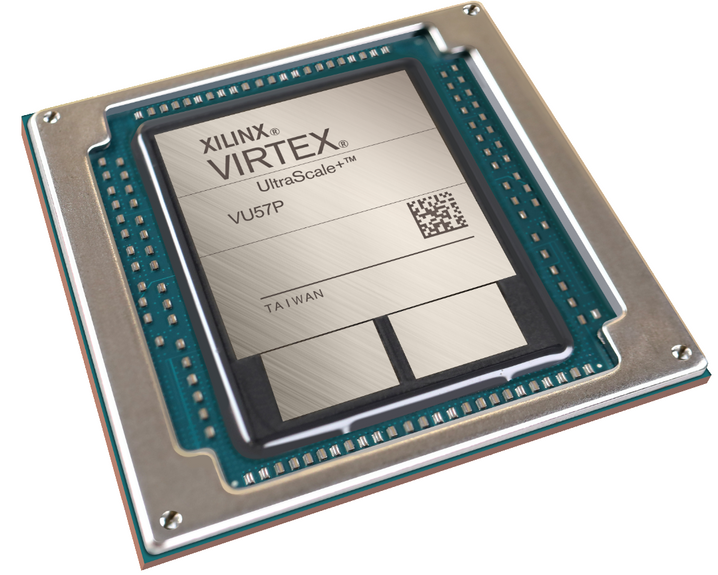 XILINX®
VIRTEX®
UltraScale+™
VU57P
TAIWAN